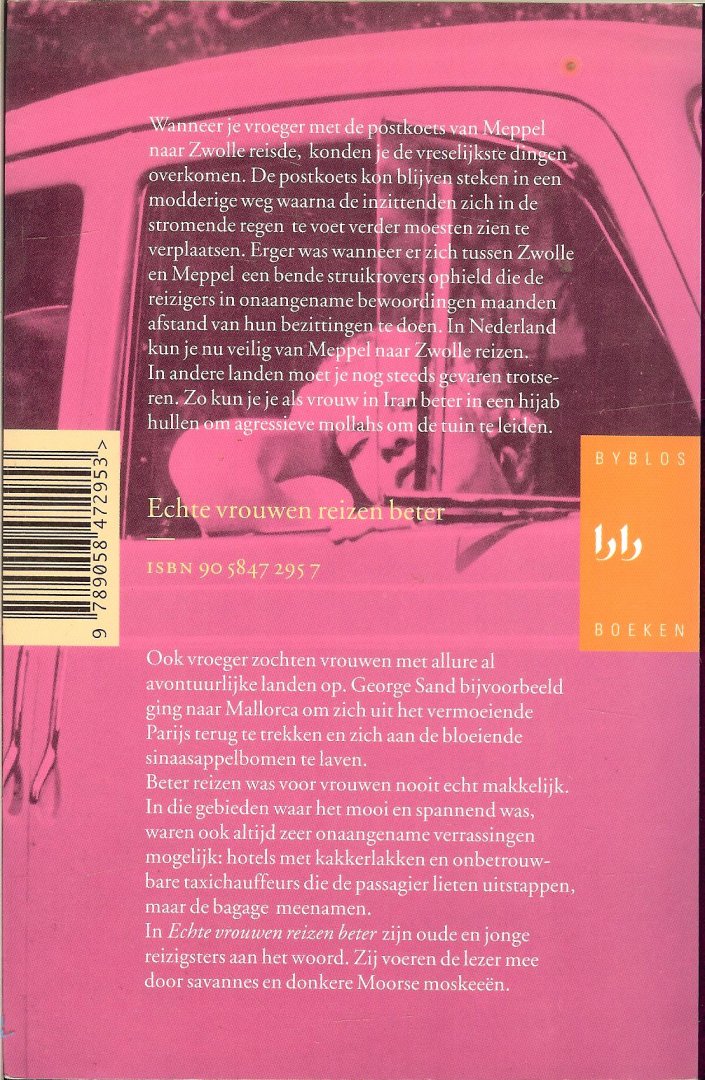 Wanneer je vroeger met de postkoets van Meppel
naar Zwolle reisde, konden je de vreselijkste dingen
overkomen. De postkoets kon blijven steken in een
modderige weg waarna de inzittenden zich in de
stromende regen te voet verder moesten zien te
verplaatsen. Erger was wanneer er zich tussen Zwolle
en Meppel een bende struikrovers ophield die de
reizigers in onaangename bewoordingen maanden
afstand van hun bezittingen te doen. In Nederland
kun je nu veilig van Meppel naar Zwolle reizen.
In andere landen moet je nog steeds gevaren trotse-
ren. Zo kun je je als vrouw in Iran beter in een hijab
hullen om agressieve mollahs om de tuin te leiden.
Echte vrouwen reizen beter
ISBN 90 5847 295 7
9 789058 472953>
BYBLOS
bb
BOEKEN
Ook vroeger zochten vrouwen met allure al
avontuurlijke landen op. George Sand bijvoorbeeld
ging naar Mallorca om zich uit het vermoeiende
Parijs terug te trekken en zich aan de bloeiende
sinaasappelbomen te laven.
Beter reizen was voor vrouwen nooit echt makkelijk.
In die gebieden waar het mooi en spannend was,
waren ook altijd zeer onaangename verrassingen
mogelijk: hotels met kakkerlakken en onbetrouw-
bare taxichauffeurs die de passagier lieten uitstappen,
maar de bagage meenamen.
In Echte vrouwen reizen beter zijn oude en jonge
reizigsters aan het woord. Zij voeren de lezer mee
door savannes en donkere Moorse moskeeën.